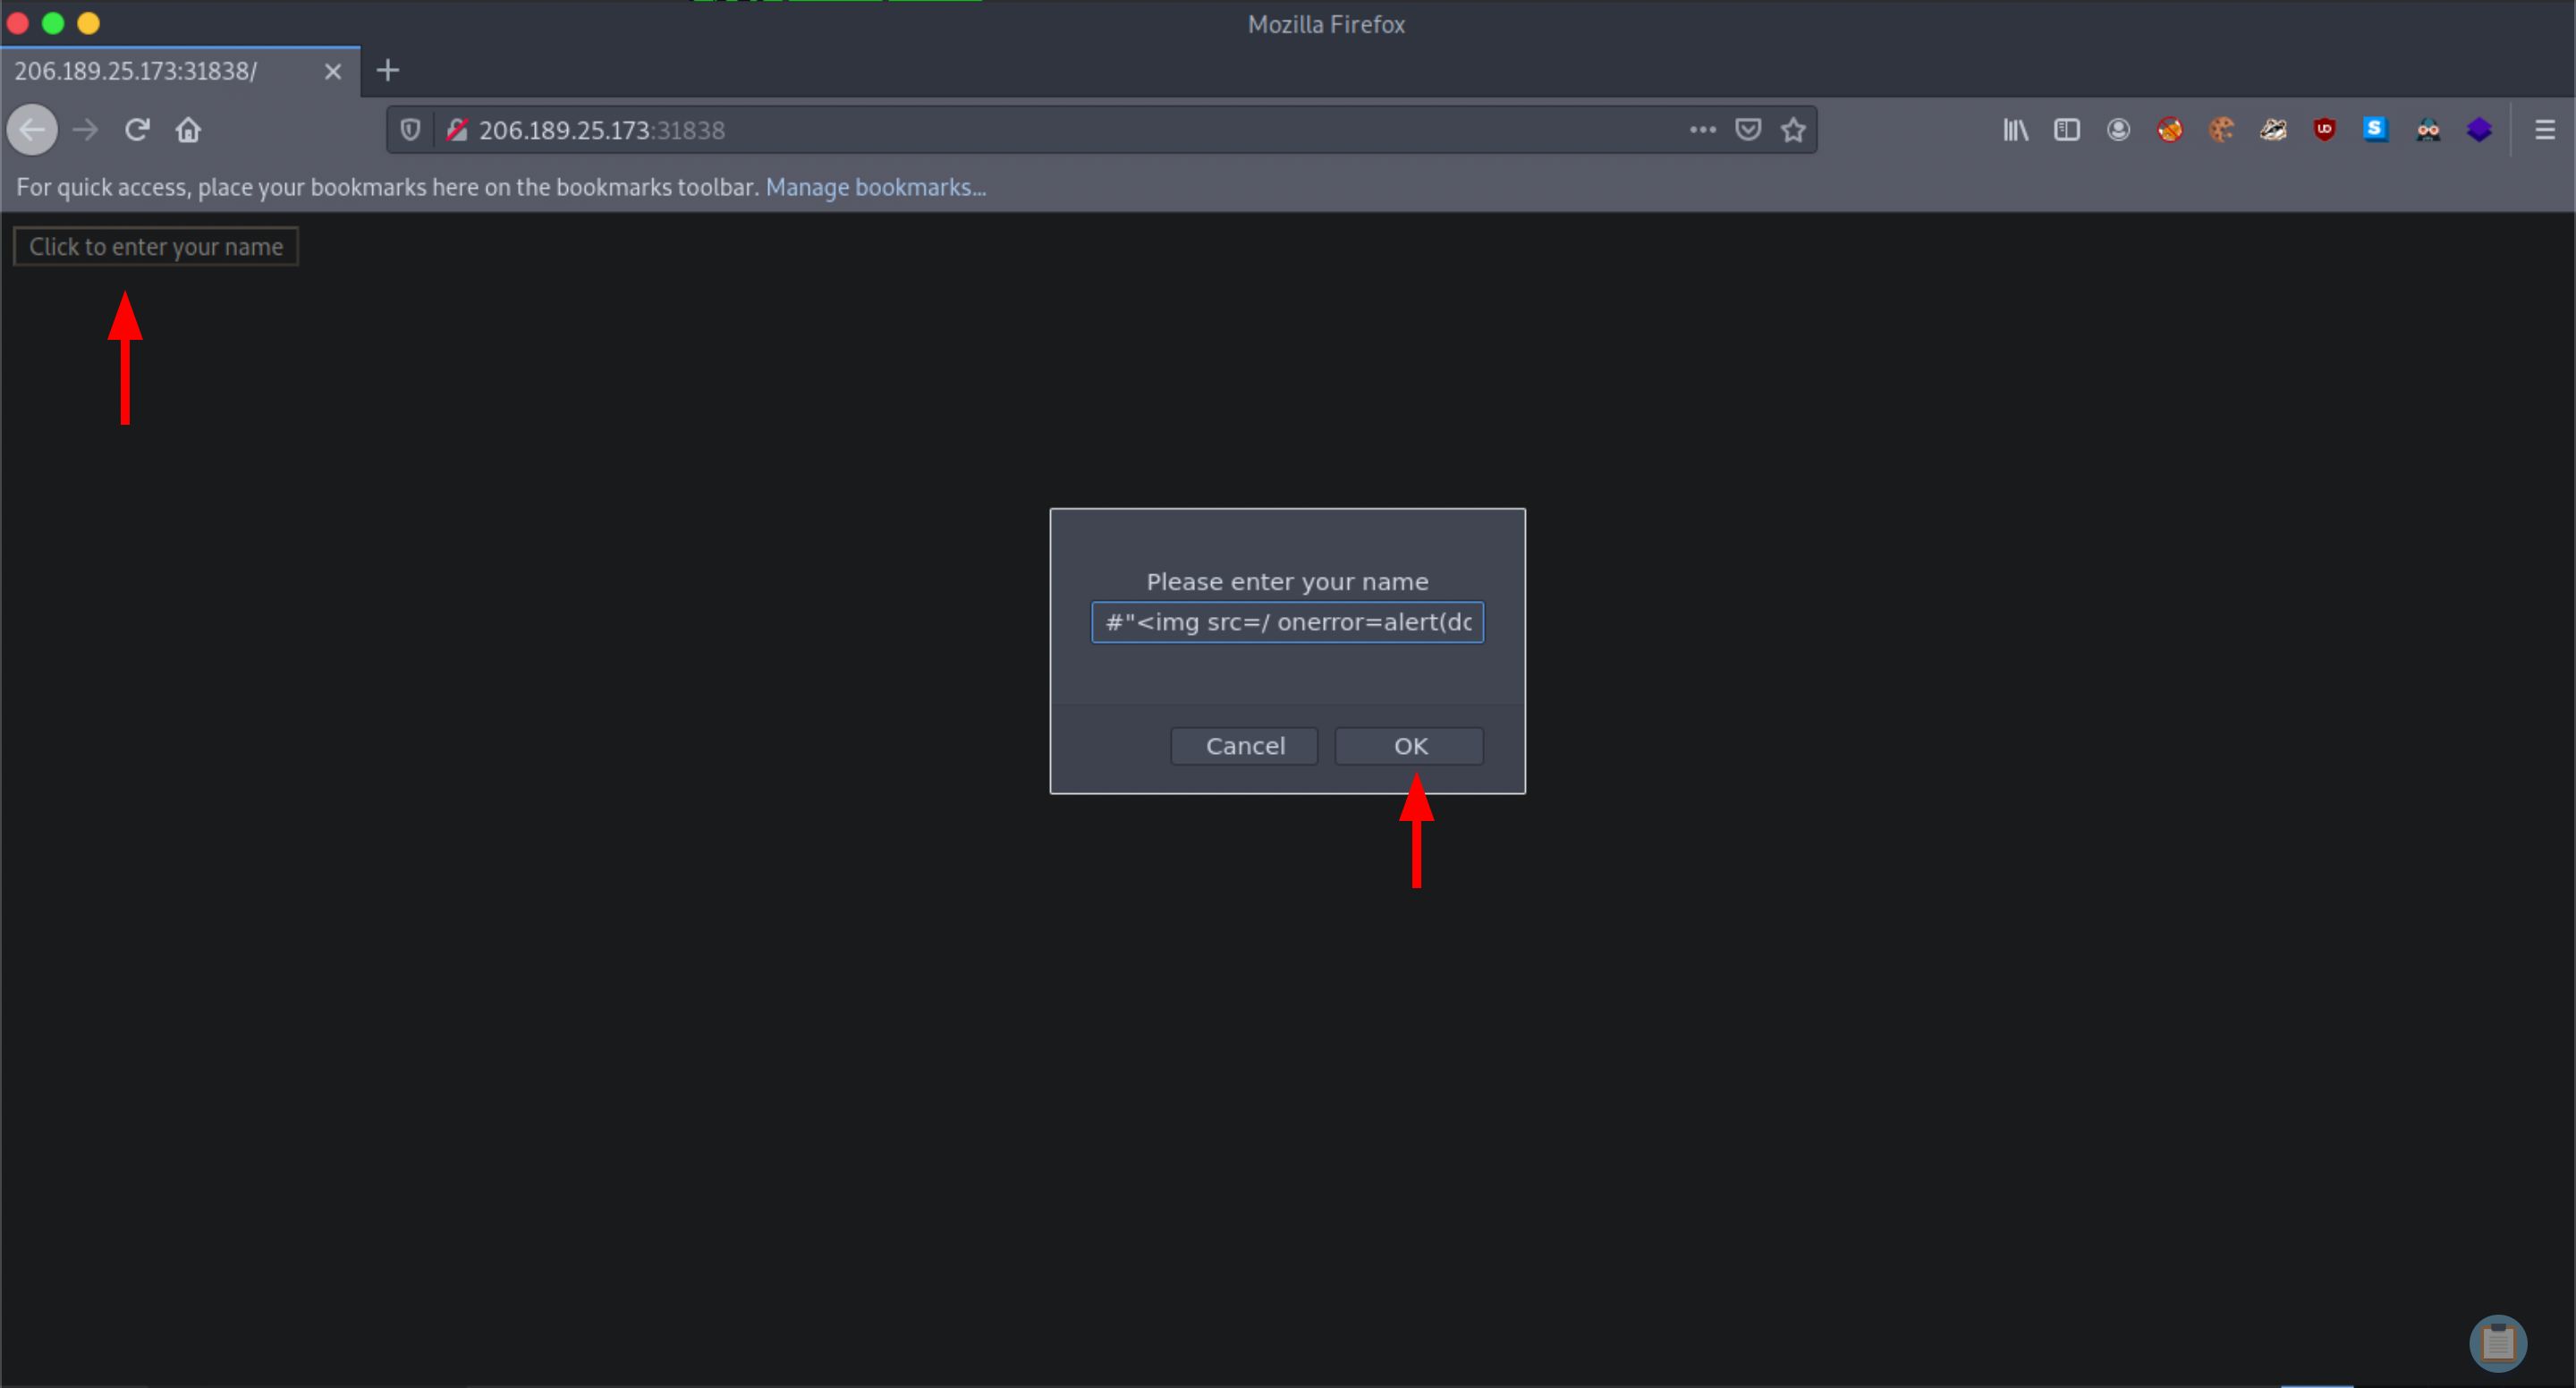 Mozilla Firefox
206.189.25.173:31838/
206.189.25.173:31838
For quick access, place your bookmarks here on the bookmarks toolbar. Manage bookmarks...
Click to enter your name
Please enter your name
#"<img src=/ onerror=alert(dc
Cancel OK